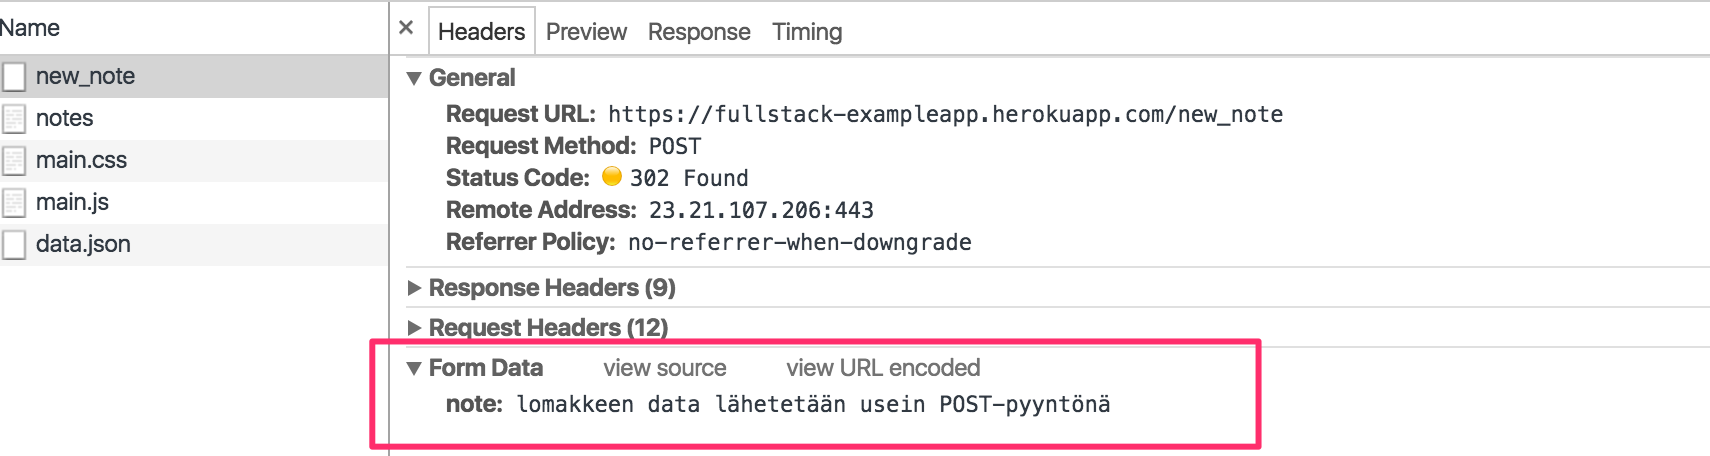 Name
new_note
notes
main.css
main.js
data.json
× Headers Preview Response Timing
▼ General
Request URL: https://fullstack-exampleapp.herokuapp.com/new_note
Request Method: POST
Status Code: 302 Found
Remote Address: 23.21.107.206:443
Referrer Policy: no-referrer-when-downgrade
▶ Response Headers (9)
▶ Request Headers (12)
▼ Form Data view source view URL encoded
note: lomakkeen data lähetetään usein POST-pyyntönä